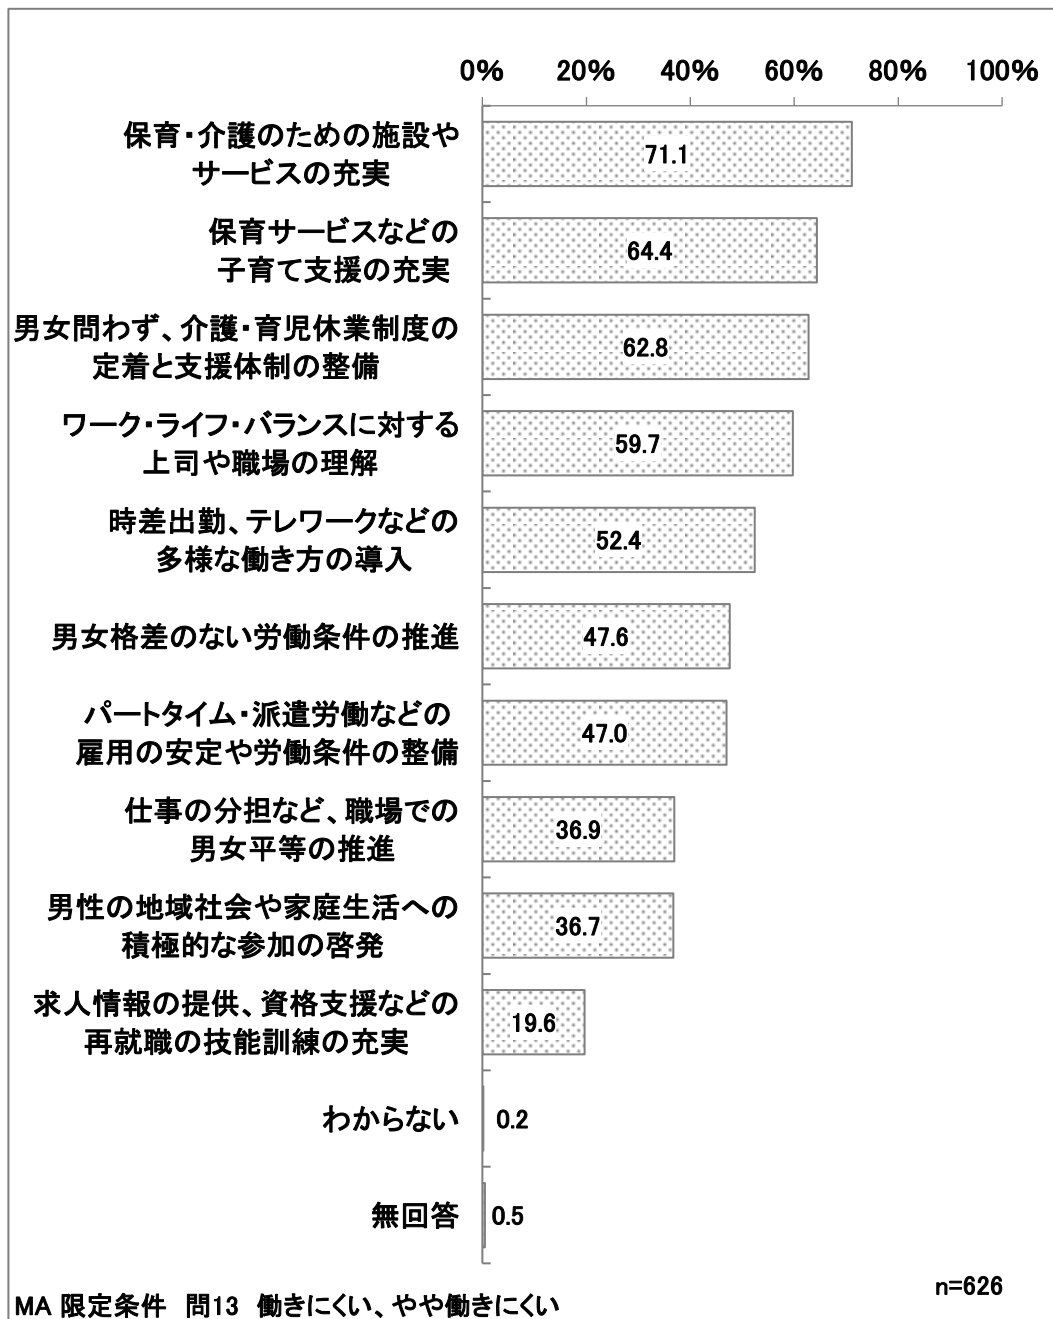 0% 20% 40% 60% 80% 100%
保育・介護のための施設や
サービスの充実
71.1
保育サービスなどの
子育て支援の充実
64.4
男女問わず、介護・育児休業制度の
定着と支援体制の整備
62.8
ワーク・ライフ・バランスに対する
上司や職場の理解
59.7
時差出勤、テレワークなどの
多様な働き方の導入
52.4
男女格差のない労働条件の推進
47.6
パートタイム・派遣労働などの
雇用の安定や労働条件の整備
47.0
仕事の分担など、職場での
男女平等の推進
36.9
男性の地域社会や家庭生活への
積極的な参加の啓発
36.7
求人情報の提供、資格支援などの
再就職の技能訓練の充実
19.6
わからない
0.2
無回答
0.5
n=626
MA 限定条件 問13 働きにくい、やや働きにくい